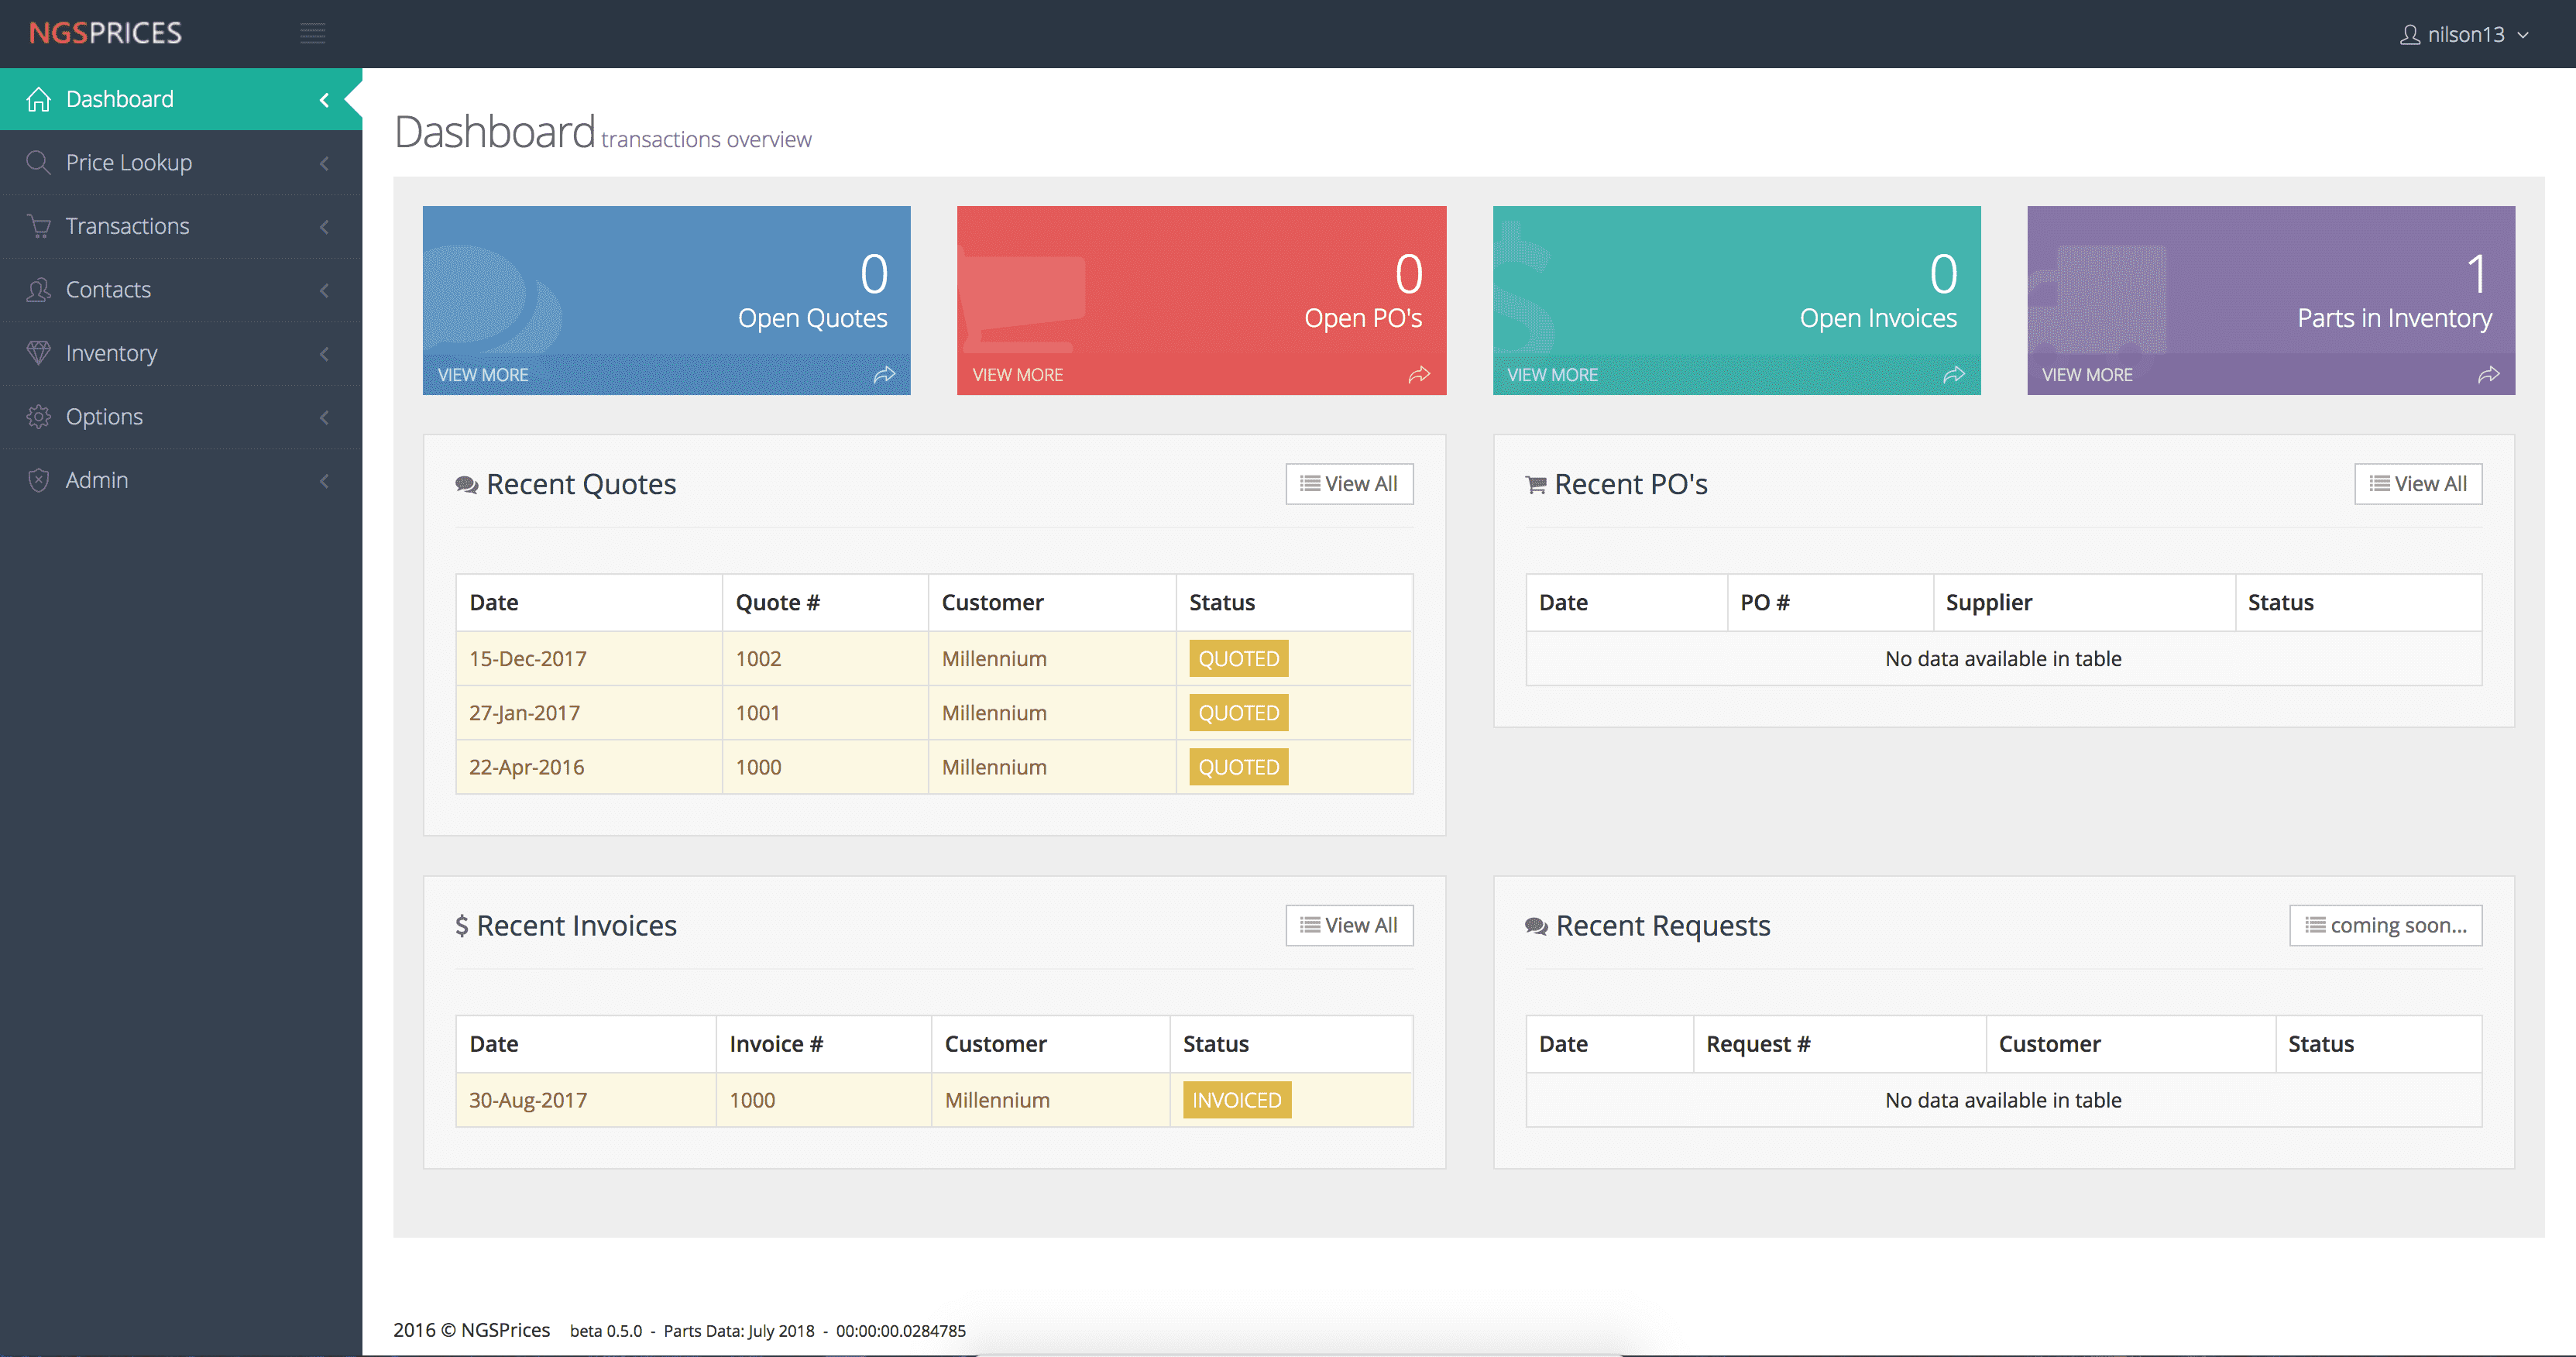 NGSPRICES
nilson13
Dashboard
Price Lookup
Transactions
Contacts
Inventory
Options
Admin
Dashboard transactions overview
0
Open Quotes
VIEW MORE
0
Open PO's
VIEW MORE
0
Open Invoices
VIEW MORE
1
Parts in Inventory
VIEW MORE
Recent Quotes View All
Date Quote # Customer Status
15-Dec-2017 1002 Millennium QUOTED
27-Jan-2017 1001 Millennium QUOTED
22-Apr-2016 1000 Millennium QUOTED
Recent PO's View All
Date PO # Supplier Status
No data available in table
$ Recent Invoices View All
Date Invoice # Customer Status
30-Aug-2017 1000 Millennium INVOICED
Recent Requests coming soon...
Date Request # Customer Status
No data available in table
2016 © NGSPrices beta 0.5.0 - Parts Data: July 2018 - 00:00:00.0284785